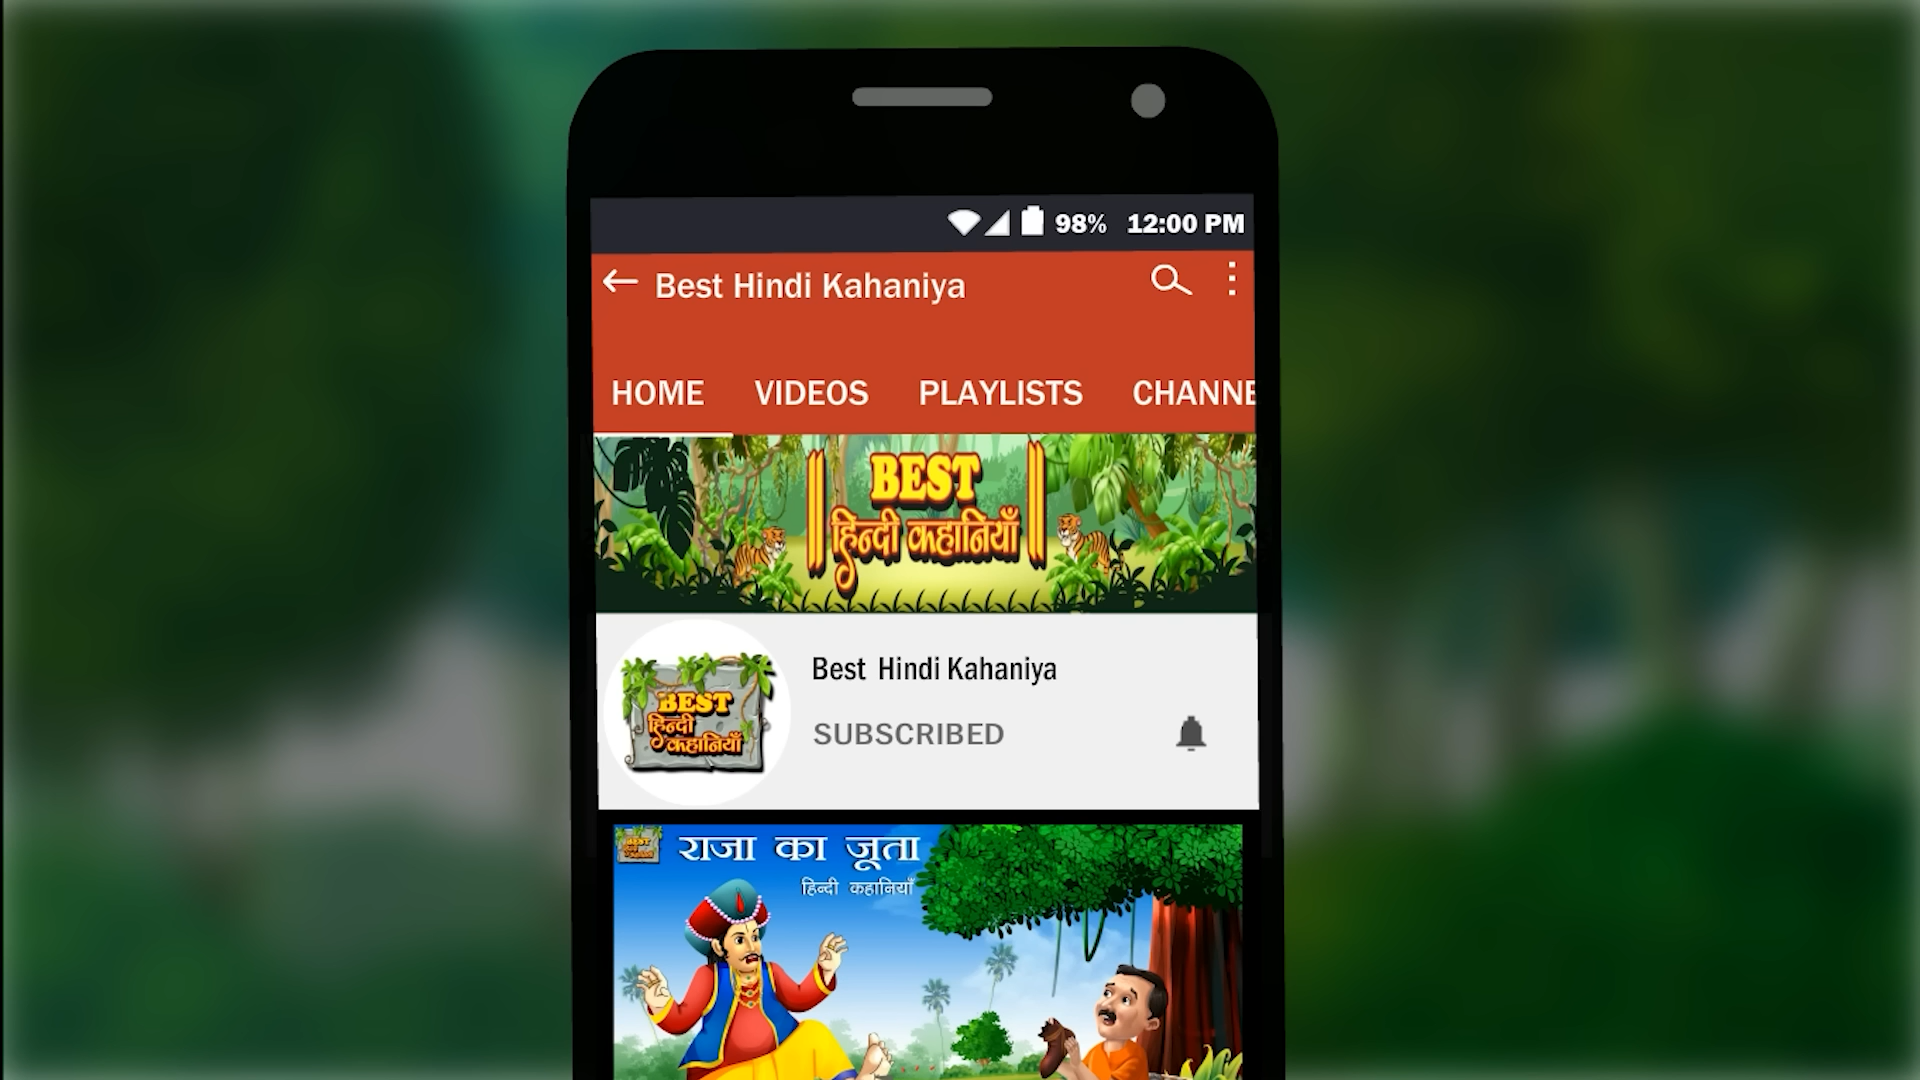 98% 12:00 PM
Best Hindi Kahaniya
HOME VIDEOS PLAYLISTS CHANNE
BEST
हिन्दी कहानियाँ
Best Hindi Kahaniya
SUBSCRIBED
BEST
हिन्दी
कहानियाँ
राजा का जूता
हिन्दी कहानियाँ